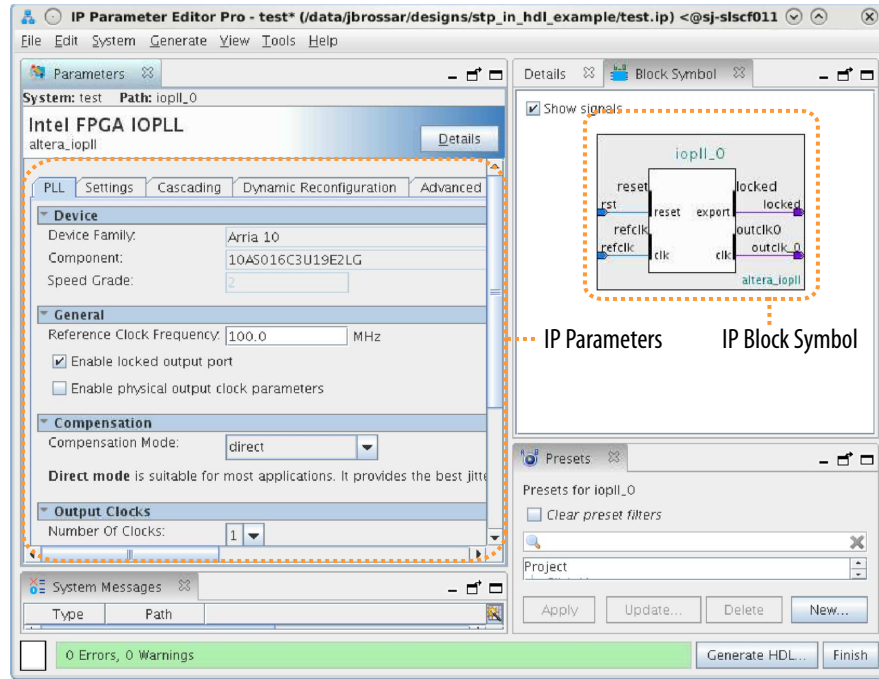 IP Parameter Editor Pro - test* (/data/jbrossar/designs/stp_in_hdl_example/test.ip) <@sj-slscf011
File Edit System Generate View Tools Help
Parameters
System: test Path: iopll_0
Intel FPGA IOPLL
altera_iopll
Details
PLL Settings Cascading Dynamic Reconfiguration Advanced
Device
Device Family: Arria 10
Component: 10AS016C3U19E2LG
Speed Grade: 2
General
Reference Clock Frequency: 100.0 MHz
Enable locked output port
Enable physical output clock parameters
Compensation
Compensation Mode: direct
Direct mode is suitable for most applications. It provides the best jitte
Output Clocks
Number Of Clocks: 1
System Messages
Type Path
0 Errors, 0 Warnings
Details Block Symbol
Show signals
iopll_0
reset locked
rst locked
reset export
refclk outclk0
refclk outclk_0
clk clk
altera_iopll
IP Parameters IP Block Symbol
Presets
Presets for iopll_0
Clear preset filters
Project
Apply Update... Delete New...
Generate HDL... Finish